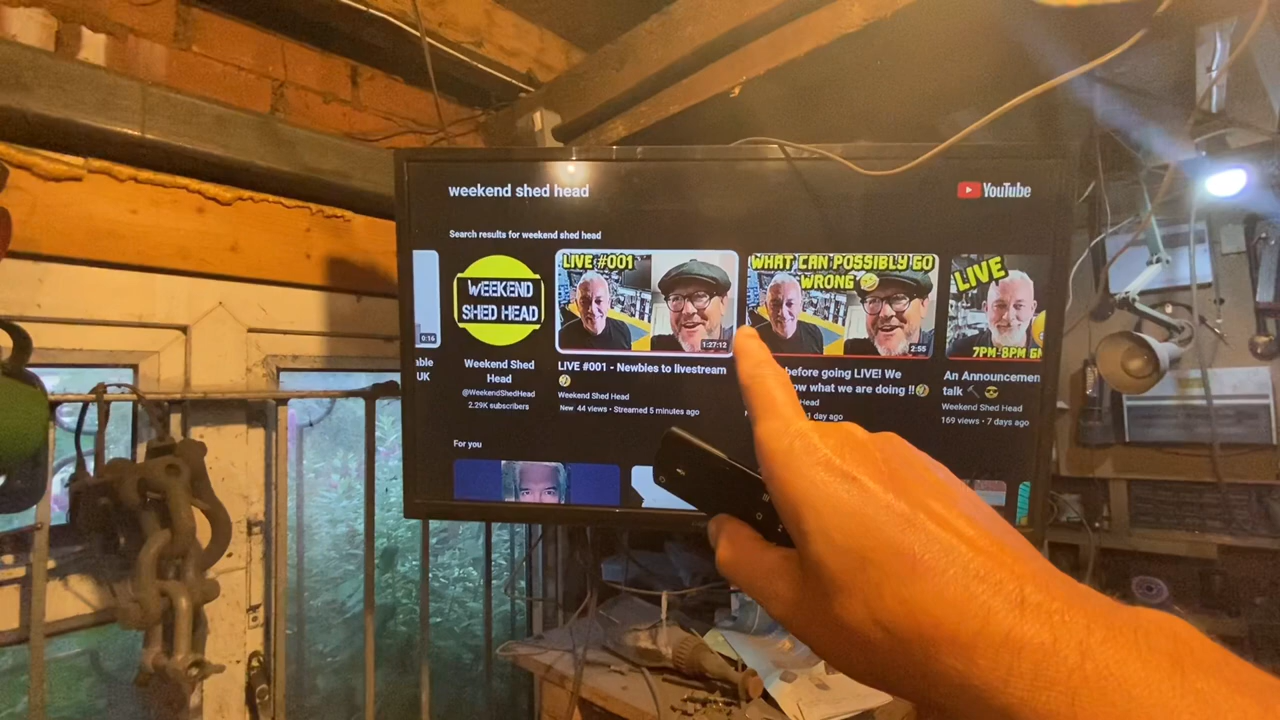 weekend shed head
YouTube
Search results for weekend shed head
0:16
able
UK
WEEKEND
SHED HEAD
Weekend Shed
Head
@WeekendShedHead
2.29K subscribers
LIVE #001
1:27:12
LIVE #001 - Newbies to livestream
Weekend Shed Head
New 44 views • Streamed 5 minutes ago
WHAT CAN POSSIBLY GO
WRONG
2:55
before going LIVE! We
ow what we are doing !!
Head
1 day ago
LIVE
7PM-8PM GM
An Announcemen
talk
Weekend Shed Head
169 views • 7 days ago
For you